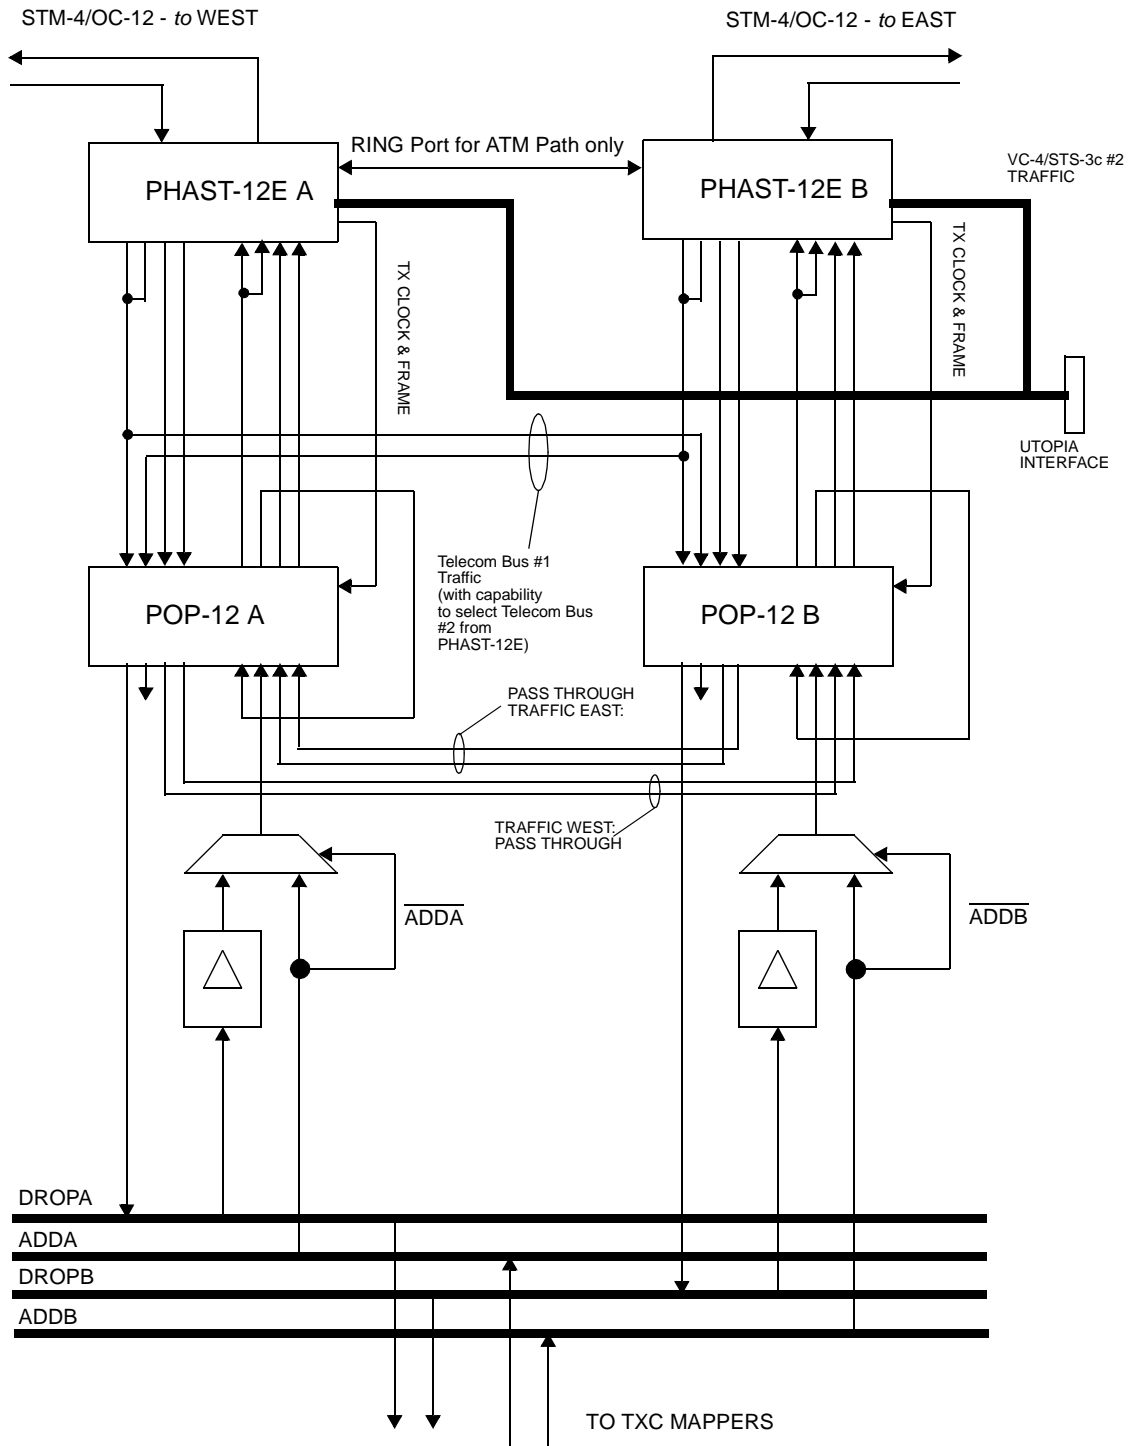 STM-4/OC-12 - to WEST
STM-4/OC-12 - to EAST
RING Port for ATM Path only
VC-4/STS-3c #2
TRAFFIC
PHAST-12E A
PHAST-12E B
TX CLOCK & FRAME
TX CLOCK & FRAME
UTOPIA
INTERFACE
Telecom Bus #1
Traffic
(with capability
to select Telecom Bus
#2 from
PHAST-12E)
POP-12 A
POP-12 B
PASS THROUGH
TRAFFIC EAST:
TRAFFIC WEST:
PASS THROUGH
ADDA
ADDB
DROPA
ADDA
DROPB
ADDB
TO TXC MAPPERS